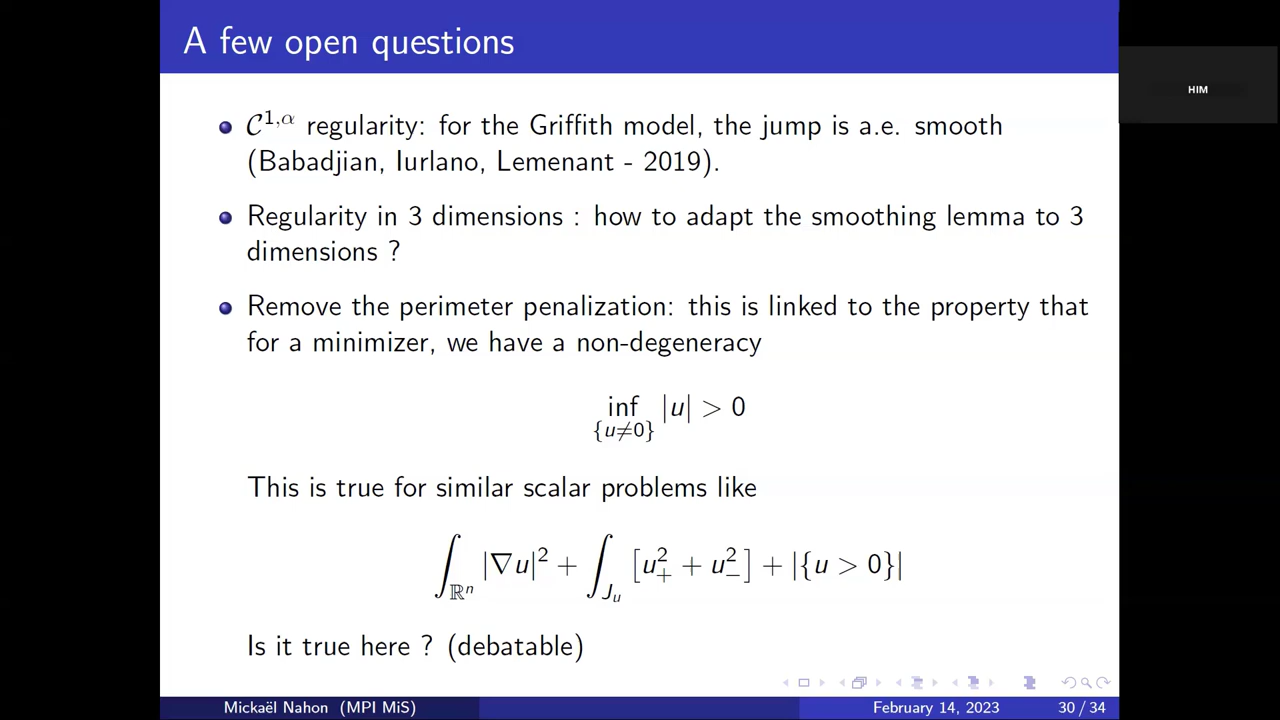 A few open questions
HIM
C^{1,α} regularity: for the Griffith model, the jump is a.e. smooth
(Babadjian, Iurlano, Lemenant - 2019).
Regularity in 3 dimensions : how to adapt the smoothing lemma to 3
dimensions ?
Remove the perimeter penalization: this is linked to the property that
for a minimizer, we have a non-degeneracy
inf_{{u≠0}} |u| > 0
This is true for similar scalar problems like
∫_{ℝⁿ} |∇u|² + ∫_{J_u} [u₊² + u₋²] + |{u > 0}|
Is it true here ? (debatable)
Mickaël Nahon (MPI MiS) February 14, 2023 30 / 34